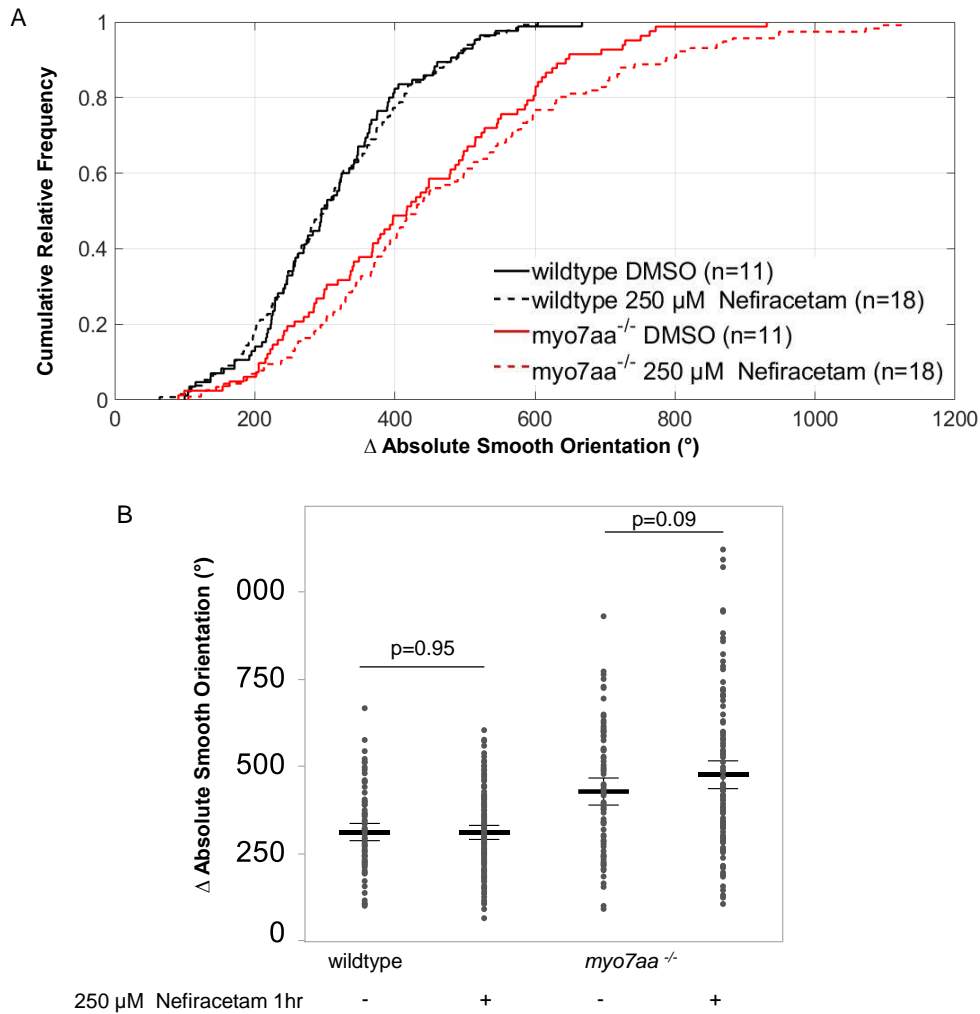 A
Cumulative Relative Frequency
1
0.8
0.6
0.4
0.2
0
0 200 400 600 800 1000 1200
Δ Absolute Smooth Orientation (°)
wildtype DMSO (n=11)
wildtype 250 µM Nefiracetam (n=18)
myo7aa-/- DMSO (n=11)
myo7aa-/- 250 µM Nefiracetam (n=18)
B
Δ Absolute Smooth Orientation (°)
000
750
500
250
0
p=0.95
p=0.09
wildtype myo7aa -/-
250 µM Nefiracetam 1hr - + - +